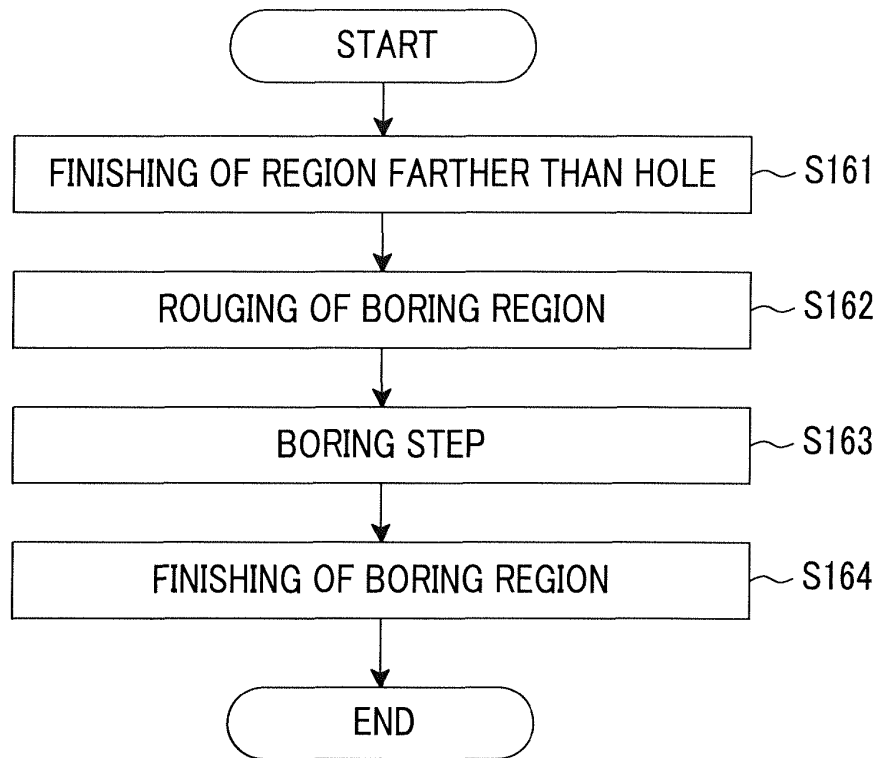 START
FINISHING OF REGION FARTHER THAN HOLE S161
ROUGING OF BORING REGION S162
BORING STEP S163
FINISHING OF BORING REGION S164
END